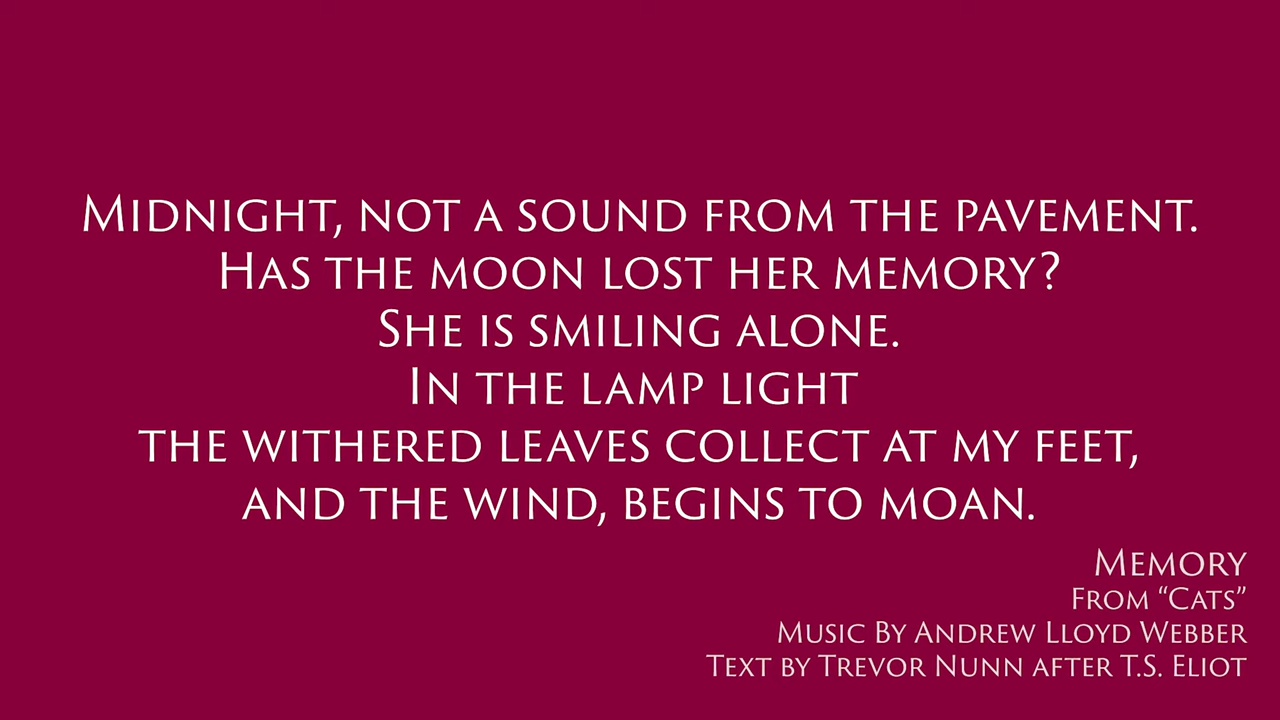 Midnight, not a sound from the pavement.
Has the moon lost her memory?
She is smiling alone.
In the lamp light
the withered leaves collect at my feet,
and the wind, begins to moan.
Memory
From “Cats”
Music By Andrew Lloyd Webber
Text by Trevor Nunn after T.S. Eliot